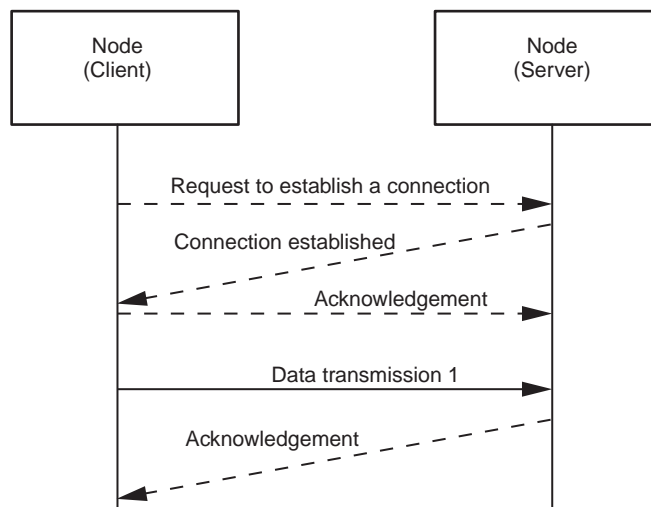 Node
(Client)
Node
(Server)
Request to establish a connection
Connection established
Acknowledgement
Data transmission 1
Acknowledgement